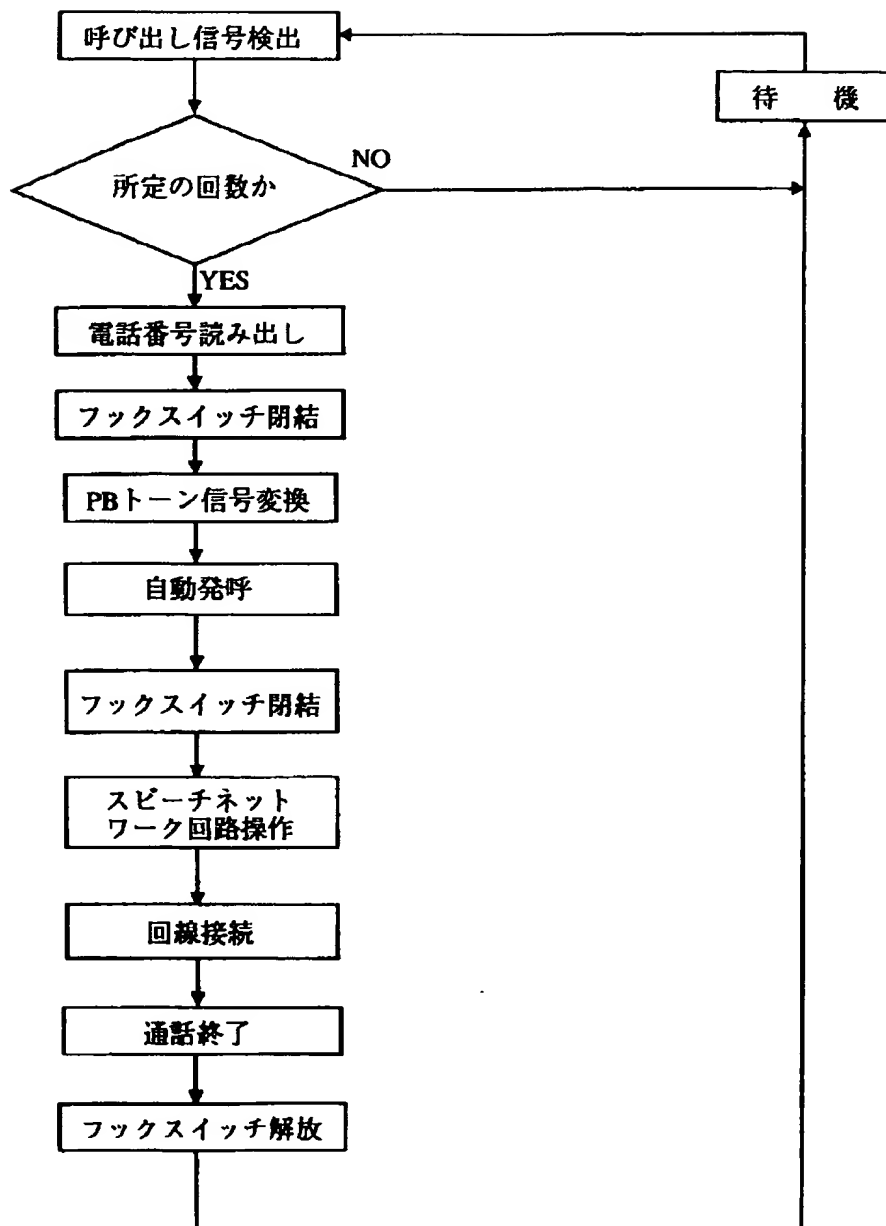 呼び出し信号検出
待 機
所定の回数か
NO
YES
電話番号読み出し
フックスイッチ閉結
PBトーン信号変換
自動発呼
フックスイッチ閉結
スピーチネット
ワーク回路操作
回線接続
通話終了
フックスイッチ解放